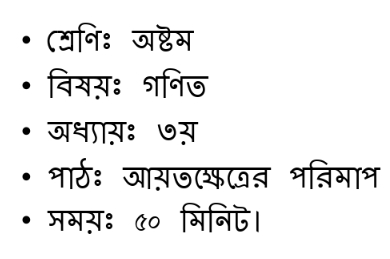 • শ্রেণিঃ অষ্টম
• বিষয়ঃ গণিত
• অধ্যায়ঃ ৩য়
• পাঠঃ আয়তক্ষেত্রের পরিমাপ
• সময়ঃ ৫০ মিনিট।